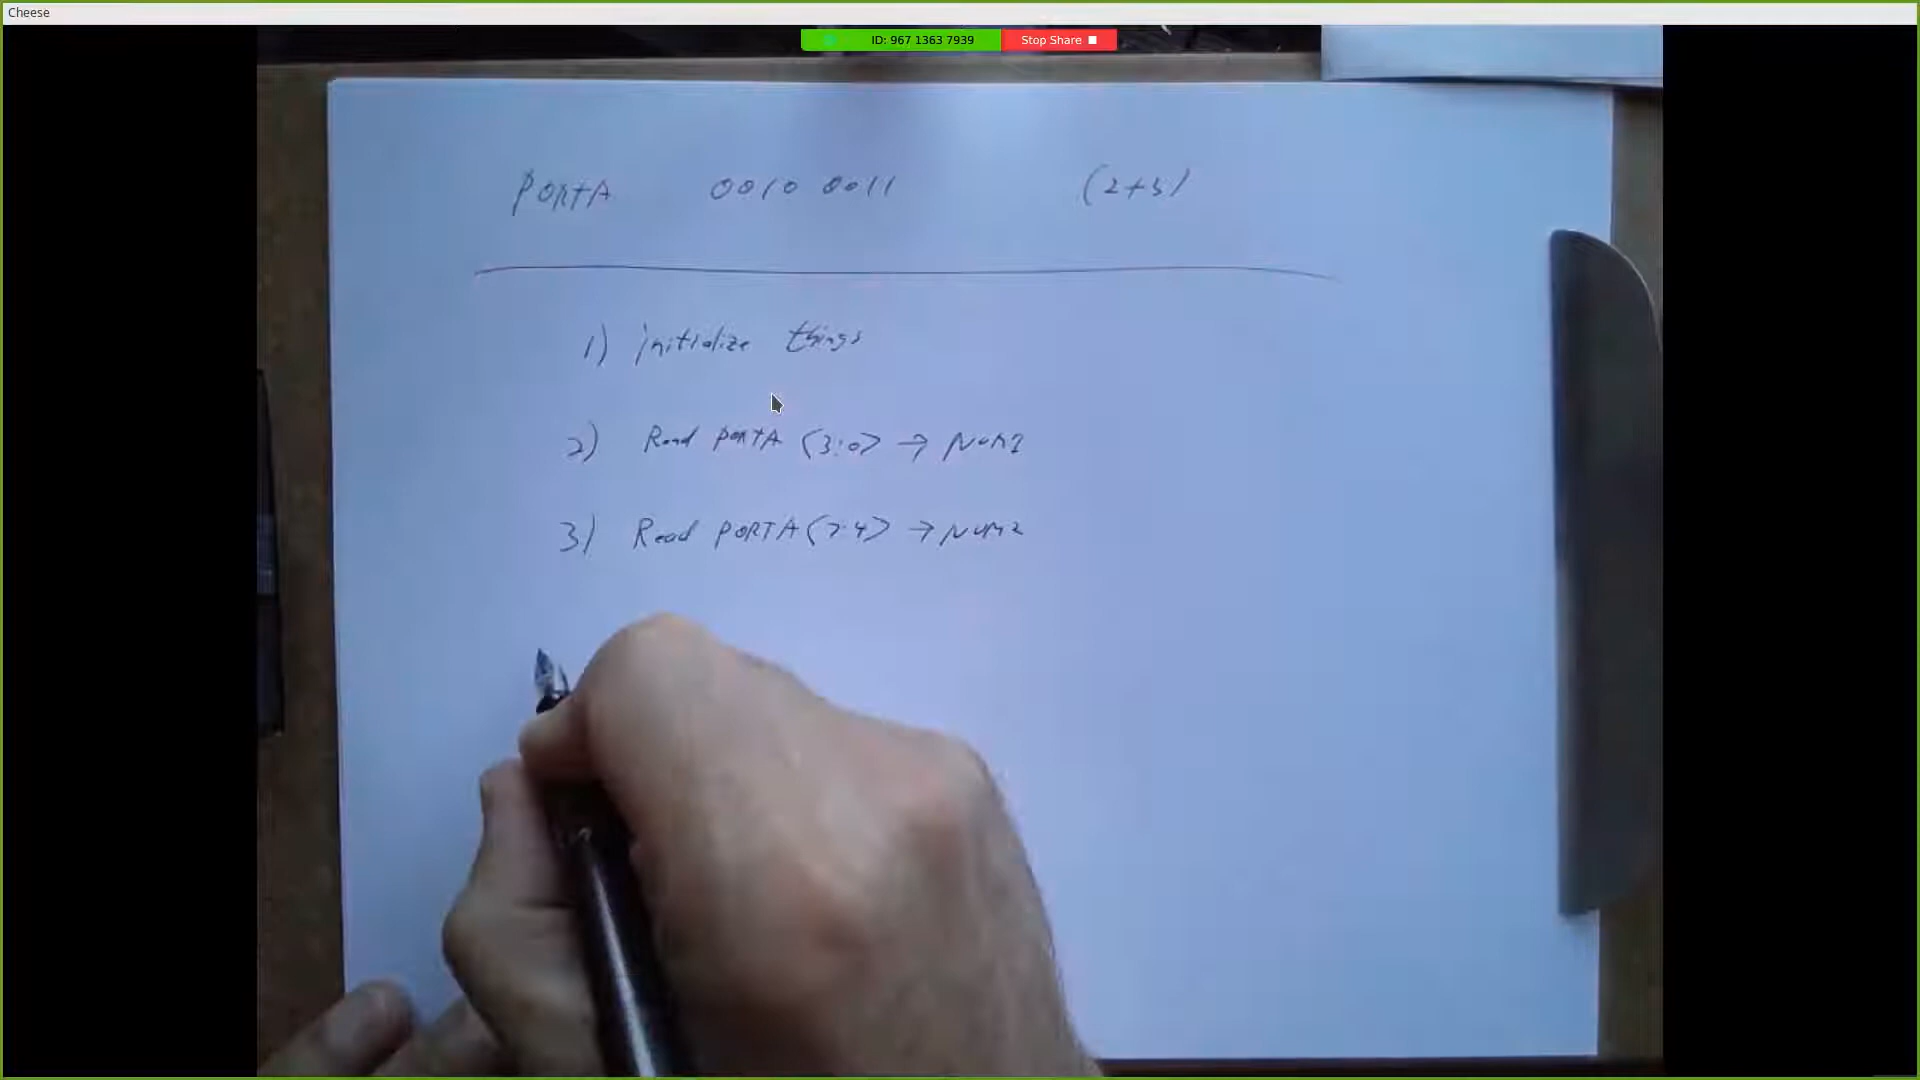 Cheese
ID: 967 1363 7939 Stop Share
PORTA 0010 0011 (2+3)
1) initialize things
2) Read PORTA (3:0) → NUM1
3) Read PORTA (7:4) → NUM2